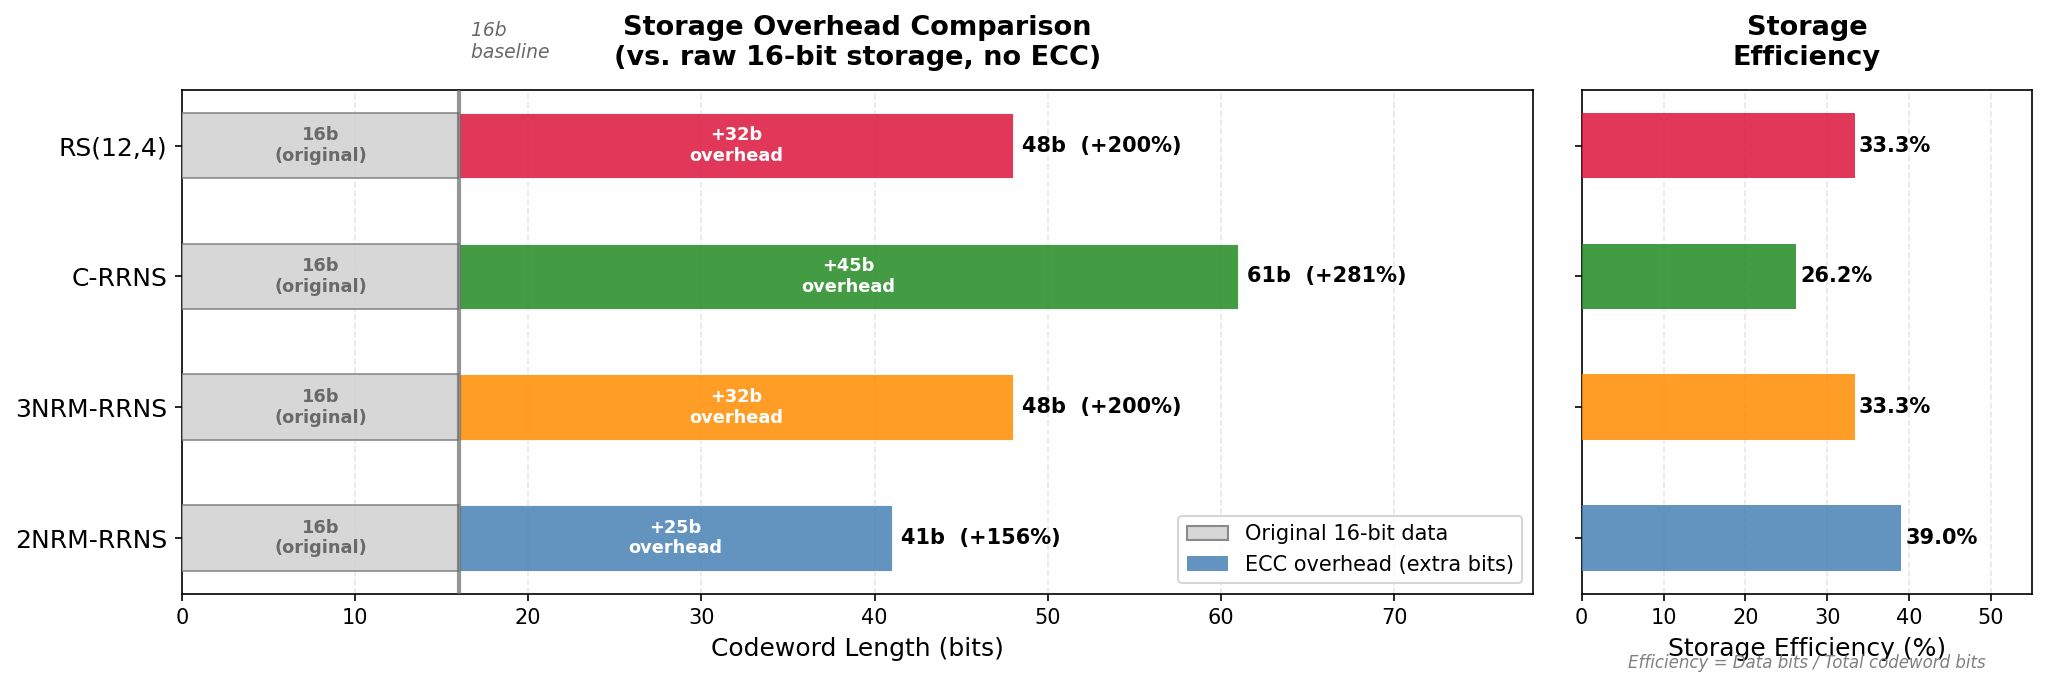 16b
baseline
Storage Overhead Comparison
(vs. raw 16-bit storage, no ECC)
RS(12,4)
16b
(original)
+32b
overhead
48b  (+200%)
C-RRNS
16b
(original)
+45b
overhead
61b  (+281%)
3NRM-RRNS
16b
(original)
+32b
overhead
48b  (+200%)
2NRM-RRNS
16b
(original)
+25b
overhead
41b  (+156%)
Original 16-bit data
ECC overhead (extra bits)
0 10 20 30 40 50 60 70
Codeword Length (bits)
Storage
Efficiency
33.3%
26.2%
33.3%
39.0%
0 10 20 30 40 50
Storage Efficiency (%)
Efficiency = Data bits / Total codeword bits